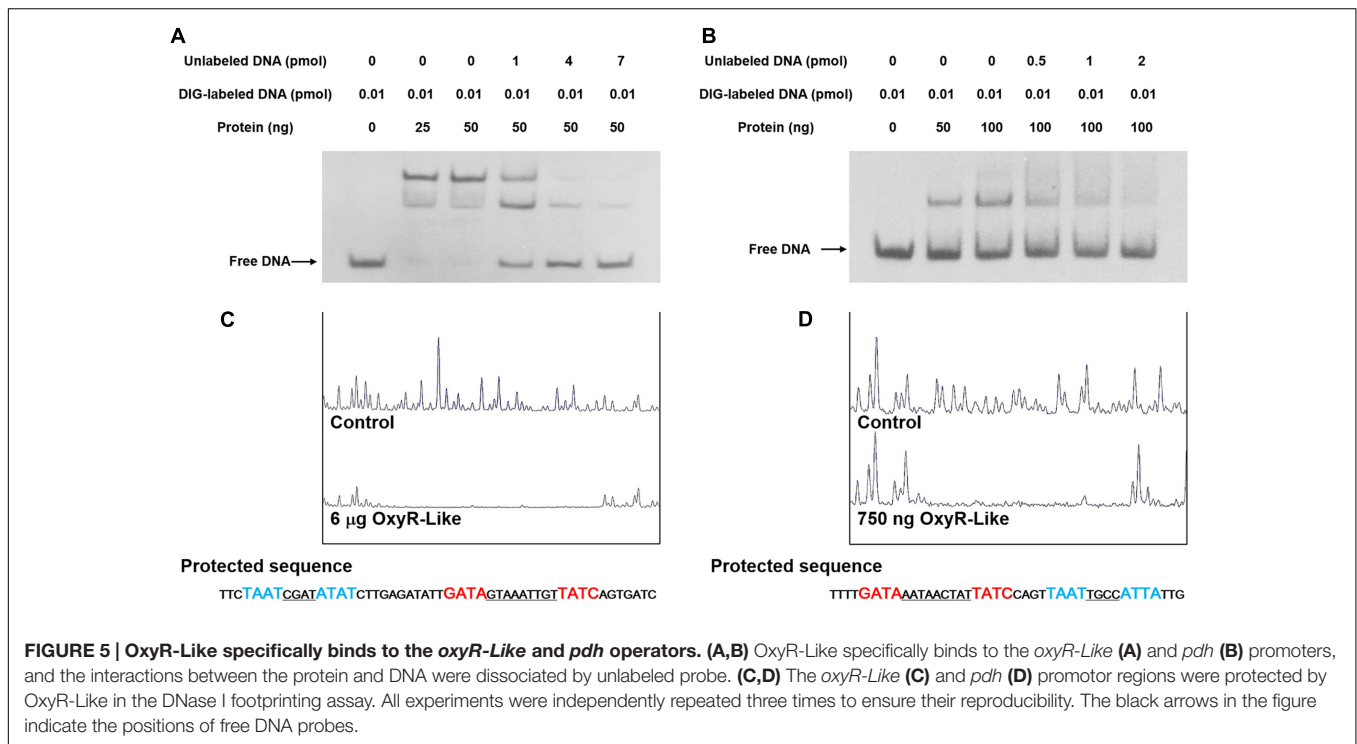 A
Unlabeled DNA (pmol) 0 0 0 1 4 7
DIG-labeled DNA (pmol) 0.01 0.01 0.01 0.01 0.01 0.01
Protein (ng) 0 25 50 50 50 50
Free DNA
B
Unlabeled DNA (pmol) 0 0 0 0.5 1 2
DIG-labeled DNA (pmol) 0.01 0.01 0.01 0.01 0.01 0.01
Protein (ng) 0 50 100 100 100 100
Free DNA
C
Control
6 μg OxyR-Like
Protected sequence
TTCTAATCGATATATCTTGAGATATTGATAGTAAATTGTTATCAGTGATC
D
Control
750 ng OxyR-Like
Protected sequence
TTTTGATAAATAACTATTATCCAGTTAATTGCCATTATTG
FIGURE 5 | OxyR-Like specifically binds to the oxyR-Like and pdh operators. (A,B) OxyR-Like specifically binds to the oxyR-Like (A) and pdh (B) promoters,
and the interactions between the protein and DNA were dissociated by unlabeled probe. (C,D) The oxyR-Like (C) and pdh (D) promotor regions were protected by
OxyR-Like in the DNase I footprinting assay. All experiments were independently repeated three times to ensure their reproducibility. The black arrows in the figure
indicate the positions of free DNA probes.